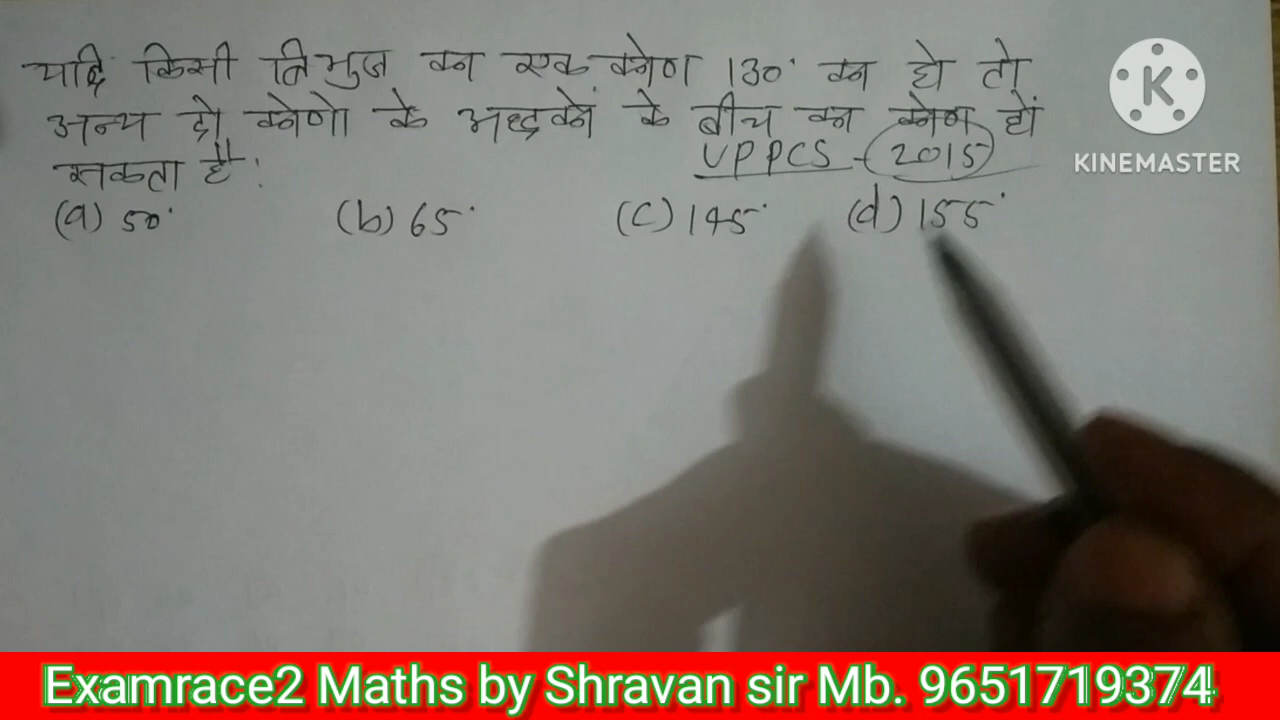 यदि किसी त्रिभुज का एक कोण 130° का हो तो
अन्य दो कोणो के अर्द्धकों के बीच का कोण हो
सकता है:
UPPCS - (2015)
(a) 50° (b) 65° (c) 145° (d) 155°
K
KINEMASTER
Examrace2 Maths by Shravan sir Mb. 9651719374